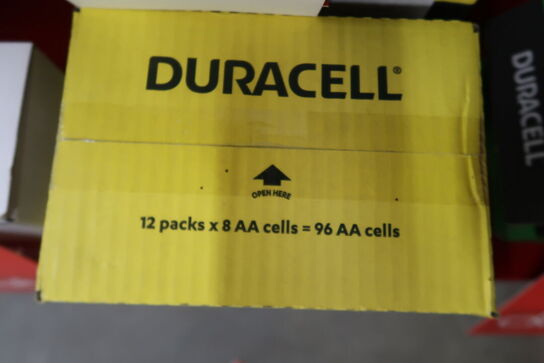 DURACELL®
OPEN HERE
12 packs x 8 AA cells = 96 AA cells
DURACELL